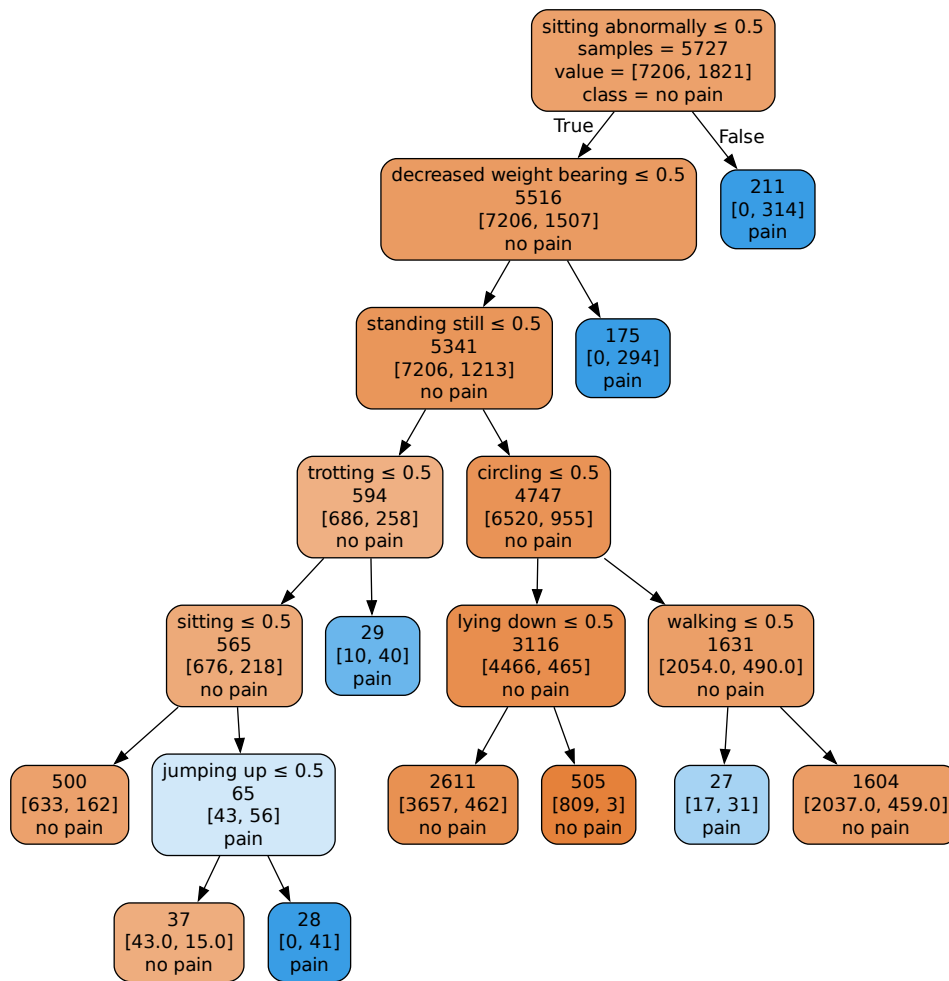 sitting abnormally ≤ 0.5
samples = 5727
value = [7206, 1821]
class = no pain
True
False
decreased weight bearing ≤ 0.5
5516
[7206, 1507]
no pain
211
[0, 314]
pain
standing still ≤ 0.5
5341
[7206, 1213]
no pain
175
[0, 294]
pain
trotting ≤ 0.5
594
[686, 258]
no pain
circling ≤ 0.5
4747
[6520, 955]
no pain
sitting ≤ 0.5
565
[676, 218]
no pain
29
[10, 40]
pain
lying down ≤ 0.5
3116
[4466, 465]
no pain
walking ≤ 0.5
1631
[2054.0, 490.0]
no pain
500
[633, 162]
no pain
jumping up ≤ 0.5
65
[43, 56]
pain
2611
[3657, 462]
no pain
505
[809, 3]
no pain
27
[17, 31]
pain
1604
[2037.0, 459.0]
no pain
37
[43.0, 15.0]
no pain
28
[0, 41]
pain